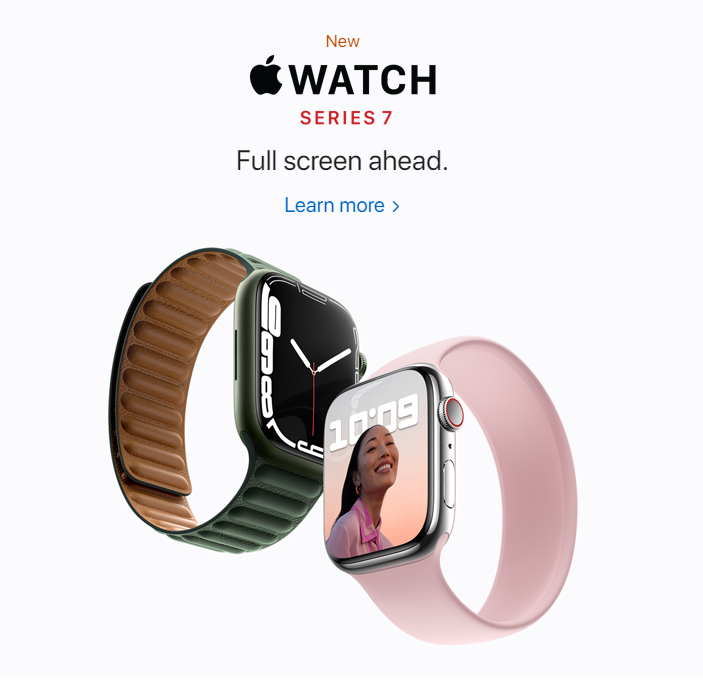 New
WATCH
SERIES 7
Full screen ahead.
Learn more >
10:09